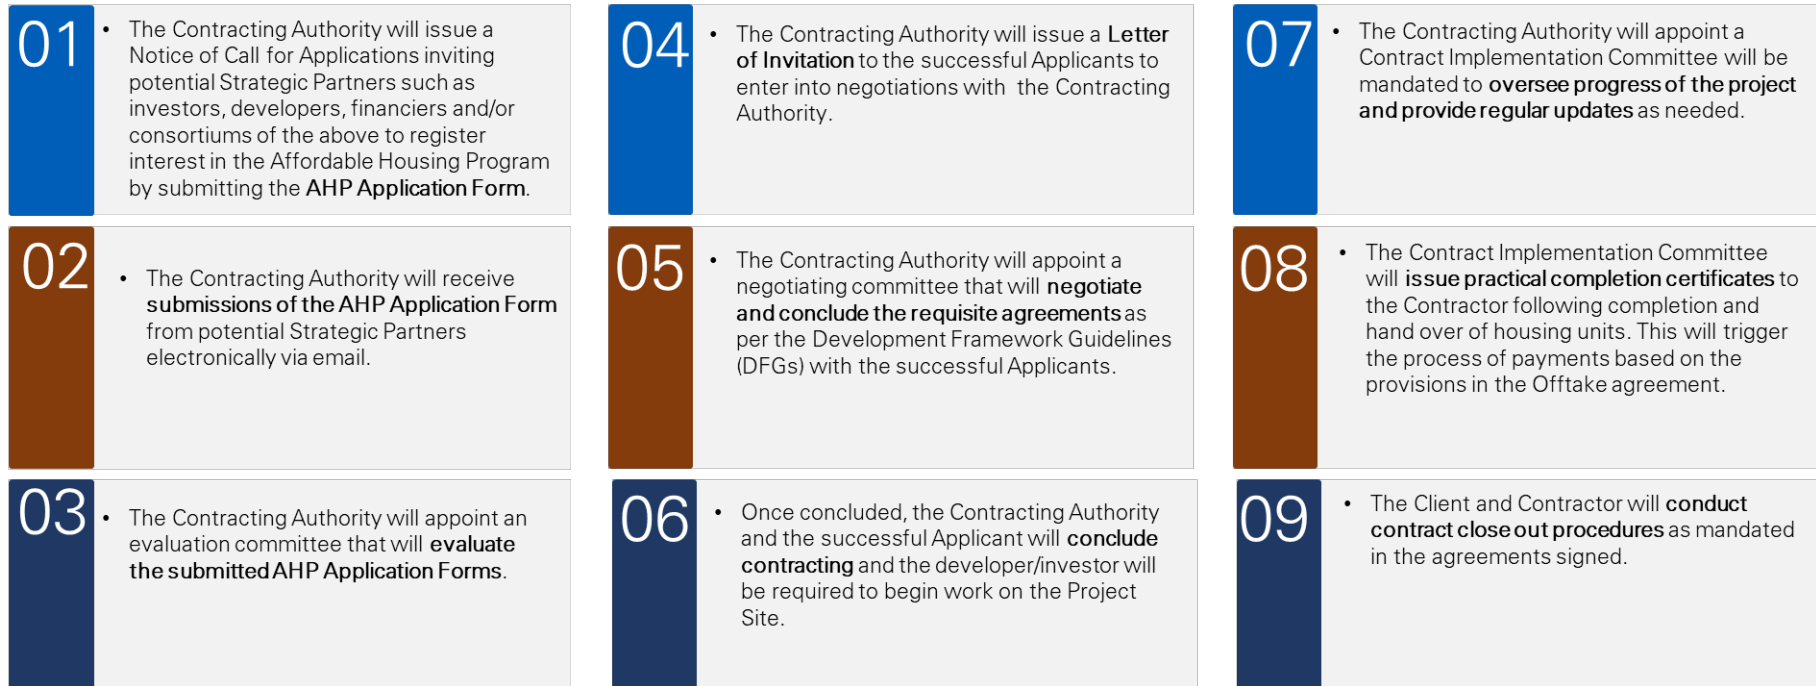 01
• The Contracting Authority will issue a
Notice of Call for Applications inviting
potential Strategic Partners such as
investors, developers, financiers and/or
consortiums of the above to register
interest in the Affordable Housing Program
by submitting the AHP Application Form.
02
• The Contracting Authority will receive
submissions of the AHP Application Form
from potential Strategic Partners
electronically via email.
03
• The Contracting Authority will appoint an
evaluation committee that will evaluate
the submitted AHP Application Forms.
04
• The Contracting Authority will issue a Letter
of Invitation to the successful Applicants to
enter into negotiations with the Contracting
Authority.
05
• The Contracting Authority will appoint a
negotiating committee that will negotiate
and conclude the requisite agreements as
per the Development Framework Guidelines
(DFGs) with the successful Applicants.
06
• Once concluded, the Contracting Authority
and the successful Applicant will conclude
contracting and the developer/investor will
be required to begin work on the Project
Site.
07
• The Contracting Authority will appoint a
Contract Implementation Committee will be
mandated to oversee progress of the project
and provide regular updates as needed.
08
• The Contract Implementation Committee
will issue practical completion certificates to
the Contractor following completion and
hand over of housing units. This will trigger
the process of payments based on the
provisions in the Offtake agreement.
09
• The Client and Contractor will conduct
contract close out procedures as mandated
in the agreements signed.